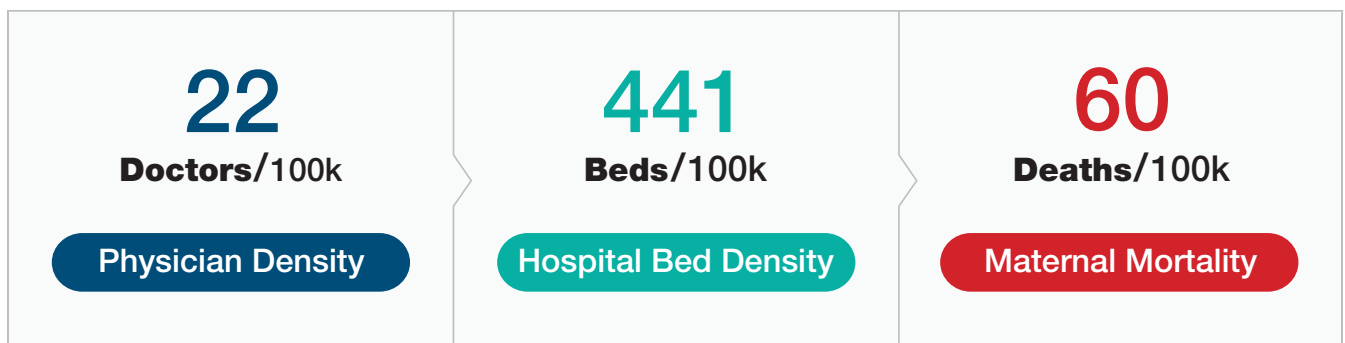 22
Doctors/100k
Physician Density
441
Beds/100k
Hospital Bed Density
60
Deaths/100k
Maternal Mortality